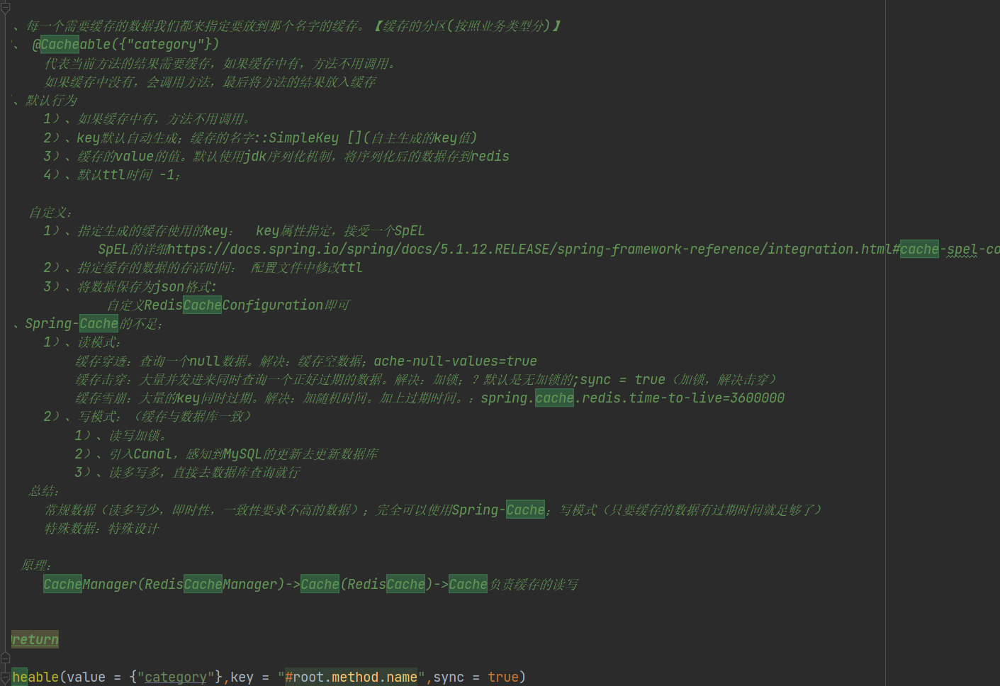 、每一个需要缓存的数据我们都来指定要放到那个名字的缓存。【缓存的分区(按照业务类型分)】
、 @Cacheable({"category"})
代表当前方法的结果需要缓存，如果缓存中有，方法不用调用。
如果缓存中没有，会调用方法，最后将方法的结果放入缓存
、默认行为
1）、如果缓存中有，方法不用调用。
2）、key默认自动生成；缓存的名字::SimpleKey [](自主生成的key值)
3）、缓存的value的值。默认使用jdk序列化机制，将序列化后的数据存到redis
4）、默认ttl时间 -1；
自定义：
1）、指定生成的缓存使用的key： key属性指定，接受一个SpEL
SpEL的详细https://docs.spring.io/spring/docs/5.1.12.RELEASE/spring-framework-reference/integration.html#cache-spel-co
2）、指定缓存的数据的存活时间： 配置文件中修改ttl
3）、将数据保存为json格式:
自定义RedisCacheConfiguration即可
、Spring-Cache的不足；
1）、读模式：
缓存穿透：查询一个null数据。解决：缓存空数据；ache-null-values=true
缓存击穿：大量并发进来同时查询一个正好过期的数据。解决：加锁；？默认是无加锁的;sync = true（加锁，解决击穿）
缓存雪崩：大量的key同时过期。解决：加随机时间。加上过期时间。：spring.cache.redis.time-to-live=3600000
2）、写模式：（缓存与数据库一致）
1）、读写加锁。
2）、引入Canal，感知到MySQL的更新去更新数据库
3）、读多写多，直接去数据库查询就行
总结：
常规数据（读多写少，即时性，一致性要求不高的数据）；完全可以使用Spring-Cache；写模式（只要缓存的数据有过期时间就足够了）
特殊数据：特殊设计
原理：
CacheManager(RedisCacheManager)->Cache(RedisCache)->Cache负责缓存的读写
return
heable(value = {"category"},key = "#root.method.name",sync = true)